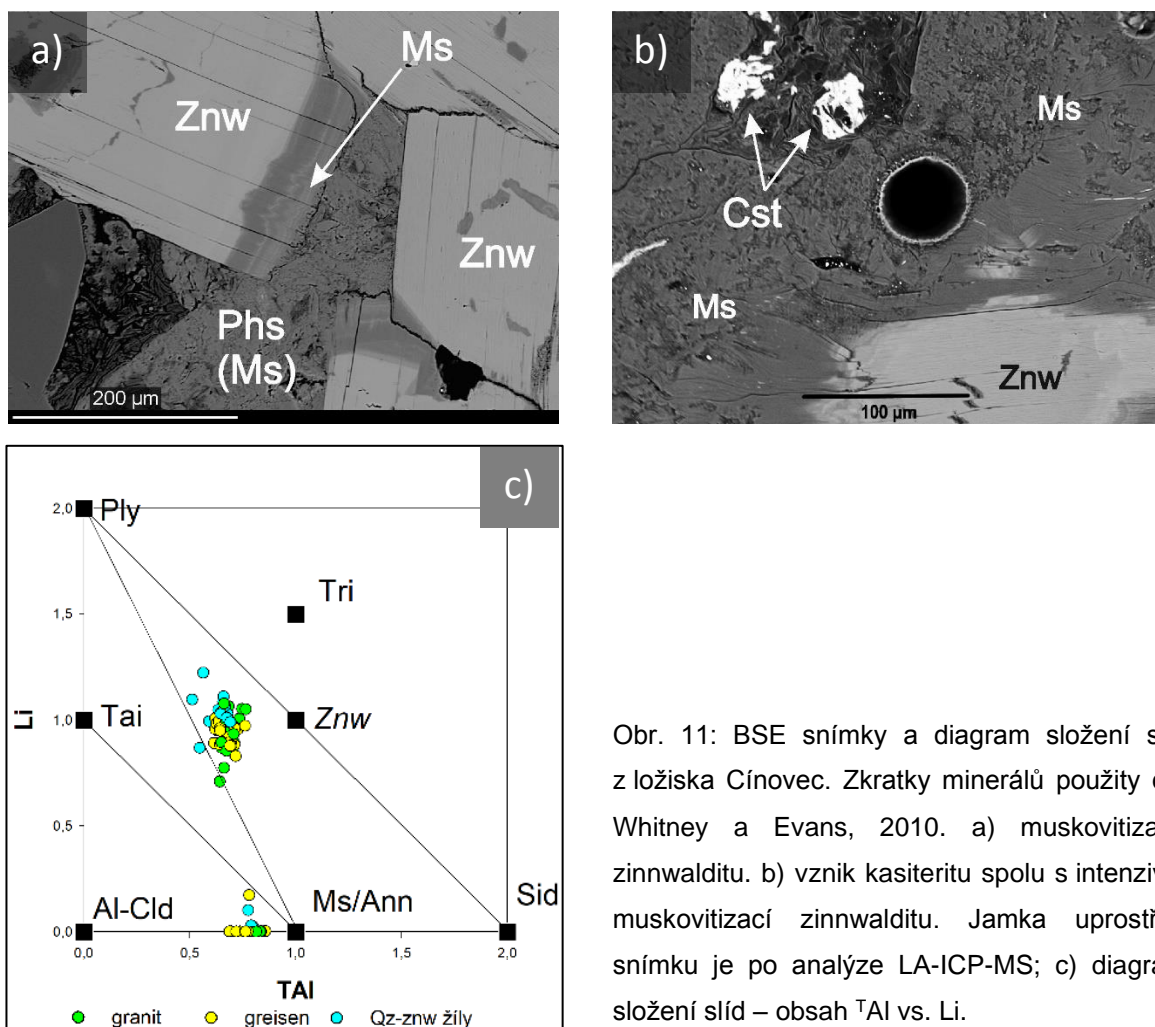 a)
Ms
Znw
Znw
Phs
(Ms)
200 µm
b)
Ms
Cst
Ms
Znw
100 µm
c)
2,0
Ply
Tri
1,5
Li
1,0
Tai
Znw
0,5
Al-Cld
Ms/Ann
Sid
0,0
0,0 0,5 1,0 1,5 2,0
TAl
granit greisen Qz-znw žíly
Obr. 11: BSE snímky a diagram složení
z ložiska Cínovec. Zkratky minerálů použity
Whitney a Evans, 2010. a)
zinnwalditu. b) vznik kasiteritu spolu s
muskovitizací zinnwalditu. Jamka
snímku je po analýze LA-ICP-MS; c)
složení slíd – obsah ᵀAl vs. Li.